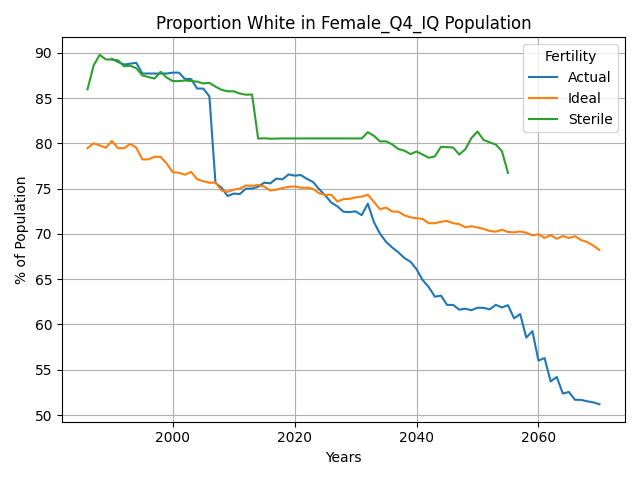 Proportion White in Female_Q4_IQ Population
% of Population
90
85
80
75
70
65
60
55
50
2000
2020
2040
2060
Years
Fertility
Actual
Ideal
Sterile